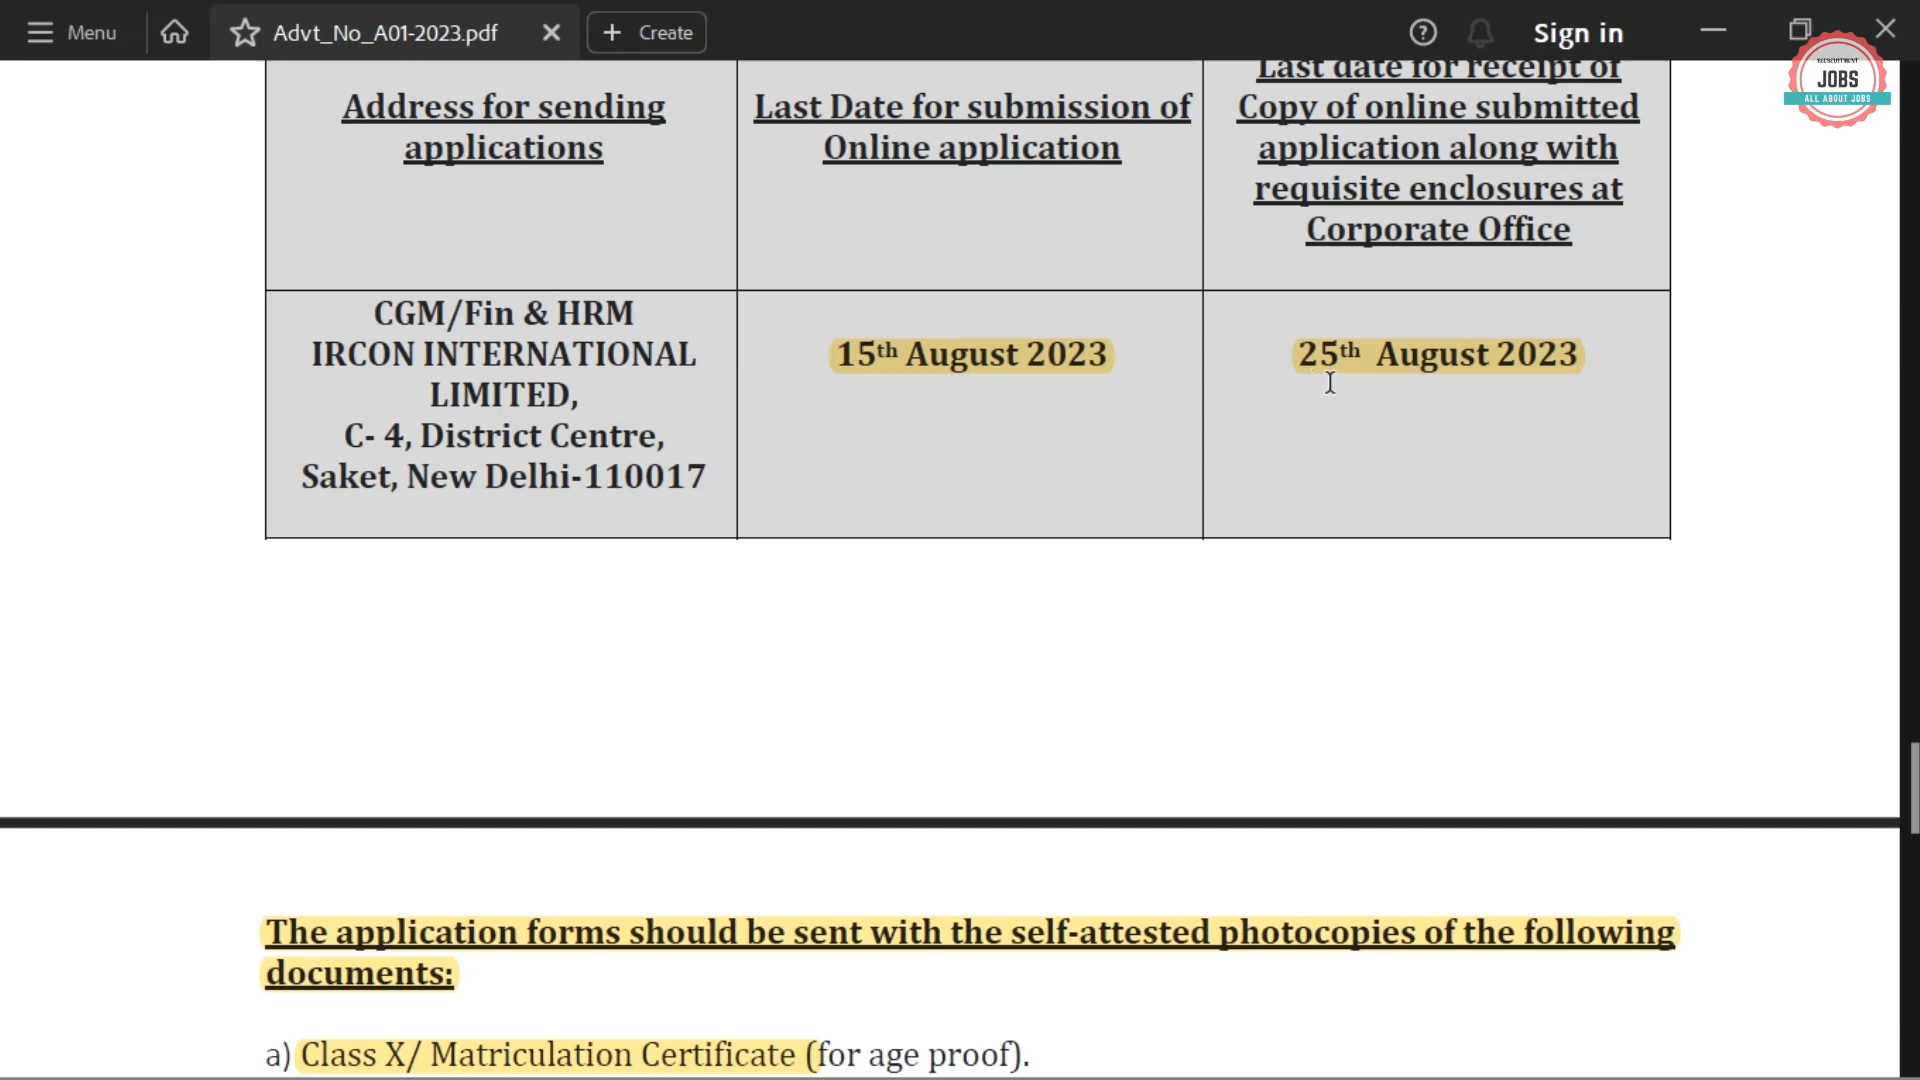 Menu
Advt_No_A01-2023.pdf
Create
Sign in
RECRUITMENT
JOBS
ALL ABOUT JOBS
Address for sending
applications
Last Date for submission of
Online application
Last date for receipt of
Copy of online submitted
application along with
requisite enclosures at
Corporate Office
CGM/Fin & HRM
IRCON INTERNATIONAL
LIMITED,
C- 4, District Centre,
Saket, New Delhi-110017
15th August 2023
25th August 2023
The application forms should be sent with the self-attested photocopies of the following
documents:
a) Class X/ Matriculation Certificate (for age proof).